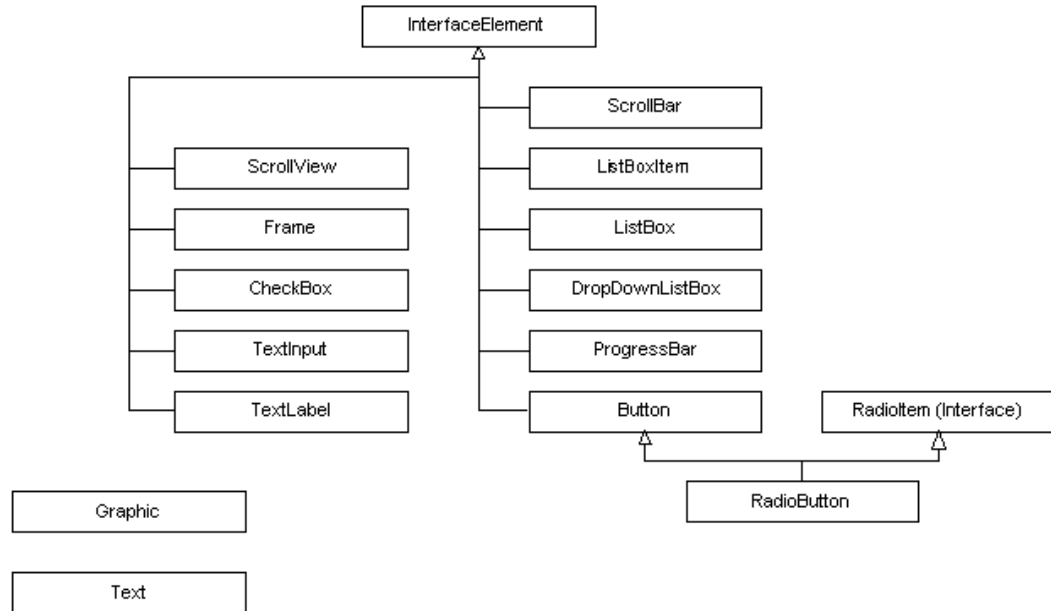 InterfaceElement
ScrollBar
ScrollView
ListBoxItem
Frame
ListBox
CheckBox
DropDownListBox
TextInput
ProgressBar
TextLabel
Button
RadioItem (Interface)
RadioButton
Graphic
Text